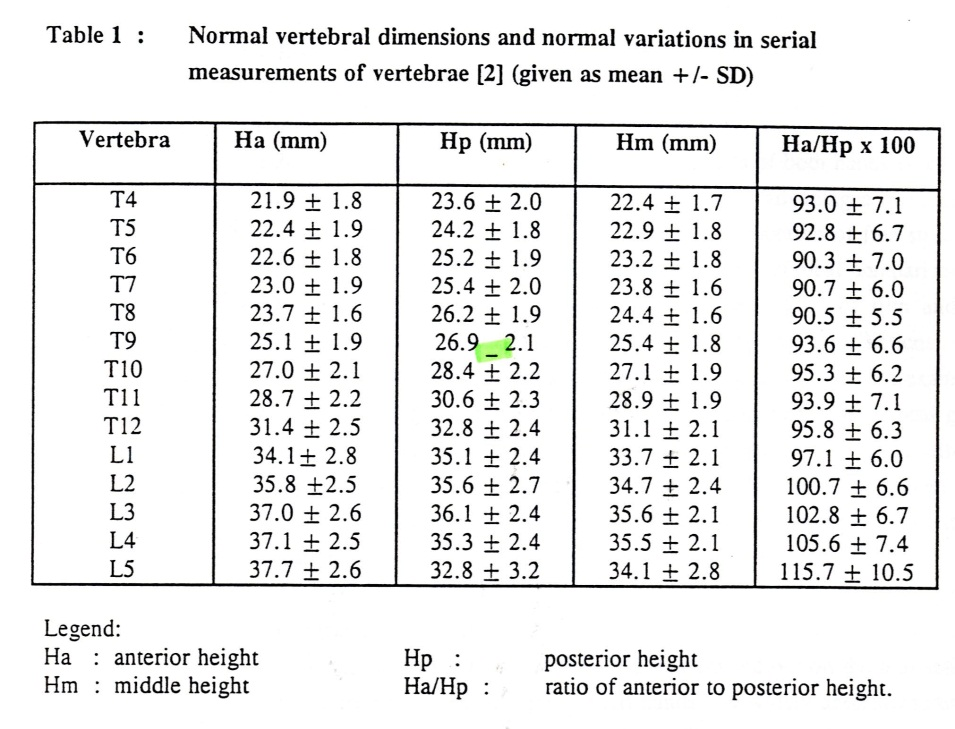 Table 1 : Normal vertebral dimensions and normal variations in serial
measurements of vertebrae [2] (given as mean +/- SD)
Vertebra Ha (mm) Hp (mm) Hm (mm) Ha/Hp x 100
T4 21.9 ± 1.8 23.6 ± 2.0 22.4 ± 1.7 93.0 ± 7.1
T5 22.4 ± 1.9 24.2 ± 1.8 22.9 ± 1.8 92.8 ± 6.7
T6 22.6 ± 1.8 25.2 ± 1.9 23.2 ± 1.8 90.3 ± 7.0
T7 23.0 ± 1.9 25.4 ± 2.0 23.8 ± 1.6 90.7 ± 6.0
T8 23.7 ± 1.6 26.2 ± 1.9 24.4 ± 1.6 90.5 ± 5.5
T9 25.1 ± 1.9 26.9 _ 2.1 25.4 ± 1.8 93.6 ± 6.6
T10 27.0 ± 2.1 28.4 ± 2.2 27.1 ± 1.9 95.3 ± 6.2
T11 28.7 ± 2.2 30.6 ± 2.3 28.9 ± 1.9 93.9 ± 7.1
T12 31.4 ± 2.5 32.8 ± 2.4 31.1 ± 2.1 95.8 ± 6.3
L1 34.1± 2.8 35.1 ± 2.4 33.7 ± 2.1 97.1 ± 6.0
L2 35.8 ±2.5 35.6 ± 2.7 34.7 ± 2.4 100.7 ± 6.6
L3 37.0 ± 2.6 36.1 ± 2.4 35.6 ± 2.1 102.8 ± 6.7
L4 37.1 ± 2.5 35.3 ± 2.4 35.5 ± 2.1 105.6 ± 7.4
L5 37.7 ± 2.6 32.8 ± 3.2 34.1 ± 2.8 115.7 ± 10.5
Legend:
Ha : anterior height Hp : posterior height
Hm : middle height Ha/Hp : ratio of anterior to posterior height.